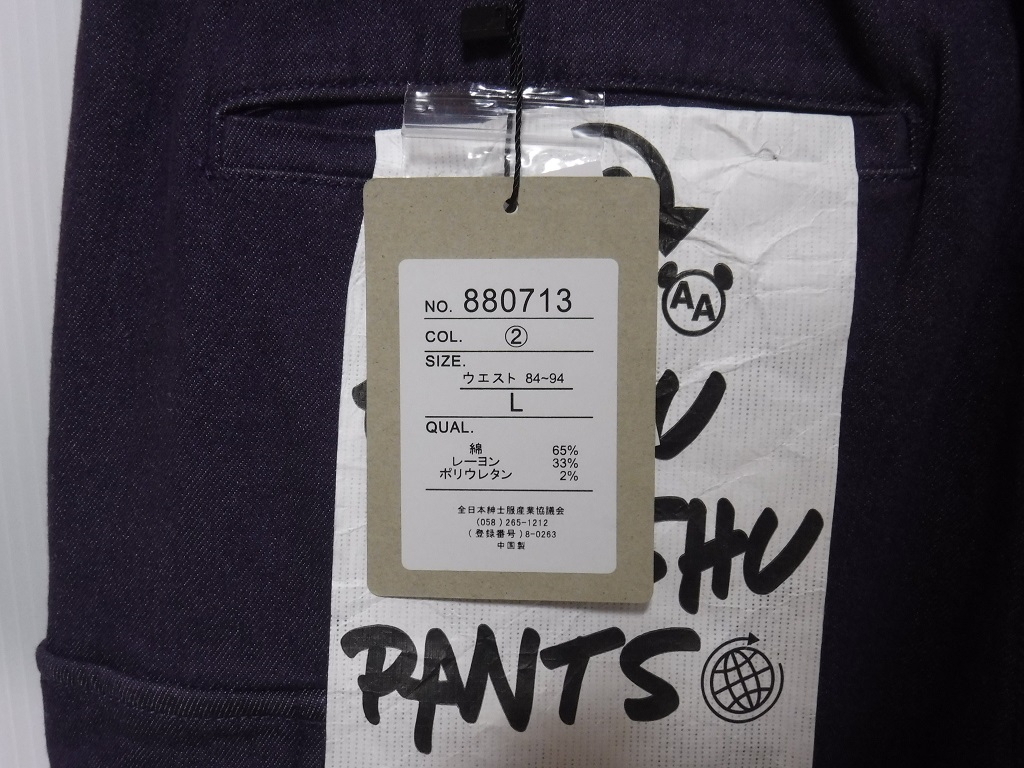 AA
NO. 880713
COL. ②
SIZE.
ウエスト 84~94
L
QUAL.
綿 65%
レーヨン 33%
ポリウレタン 2%
全日本紳士服産業協議会
(058)265-1212
(登録番号)8-0263
中国製
PANTS